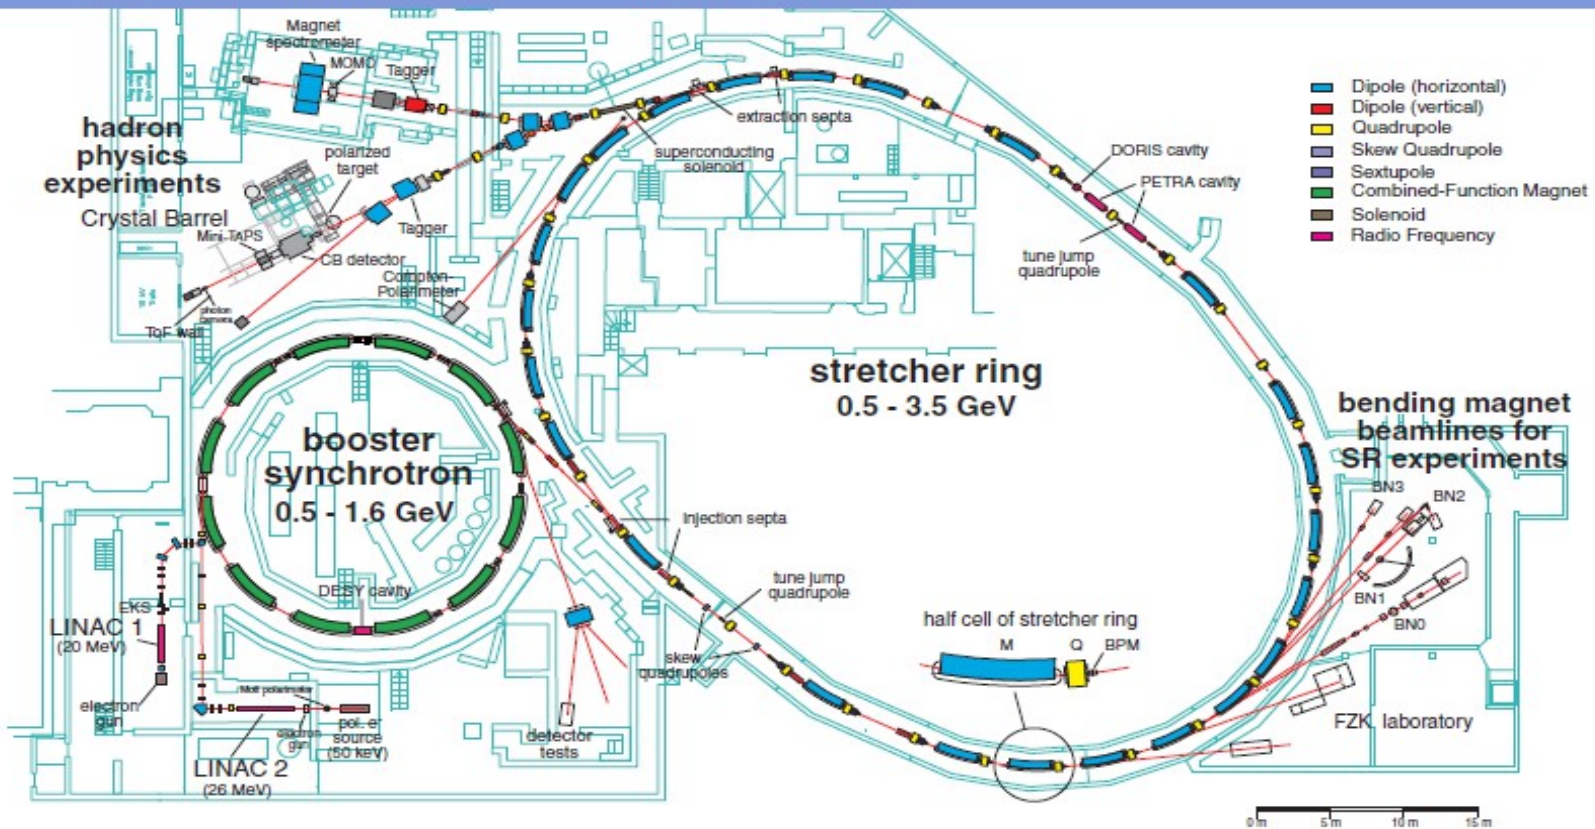 Magnet
spectrometer
MOMO
Tagger
hadron
physics
experiments
polarized
target
Crystal Barrel
Mini-TAPS
Tagger
CB detector
Compton-
Polarimeter
photon
camera
ToF wall
extraction septa
superconducting
solenoid
DORIS cavity
PETRA cavity
tune jump
quadrupole
Dipole (horizontal)
Dipole (vertical)
Quadrupole
Skew Quadrupole
Sextupole
Combined-Function Magnet
Solenoid
Radio Frequency
stretcher ring
0.5 - 3.5 GeV
booster
synchrotron
0.5 - 1.6 GeV
bending magnet
beamlines for
SR experiments
BN3
BN2
BN1
BN0
injection septa
DESY cavity
tune jump
quadrupole
skew
quadrupoles
half cell of stretcher ring
M Q BPM
EKS
LINAC 1
(20 MeV)
electron
gun
Mott polarimeter
electron
gun
pol. e-
source
(50 keV)
LINAC 2
(26 MeV)
detector
tests
FZK laboratory
0 m 5 m 10 m 15 m